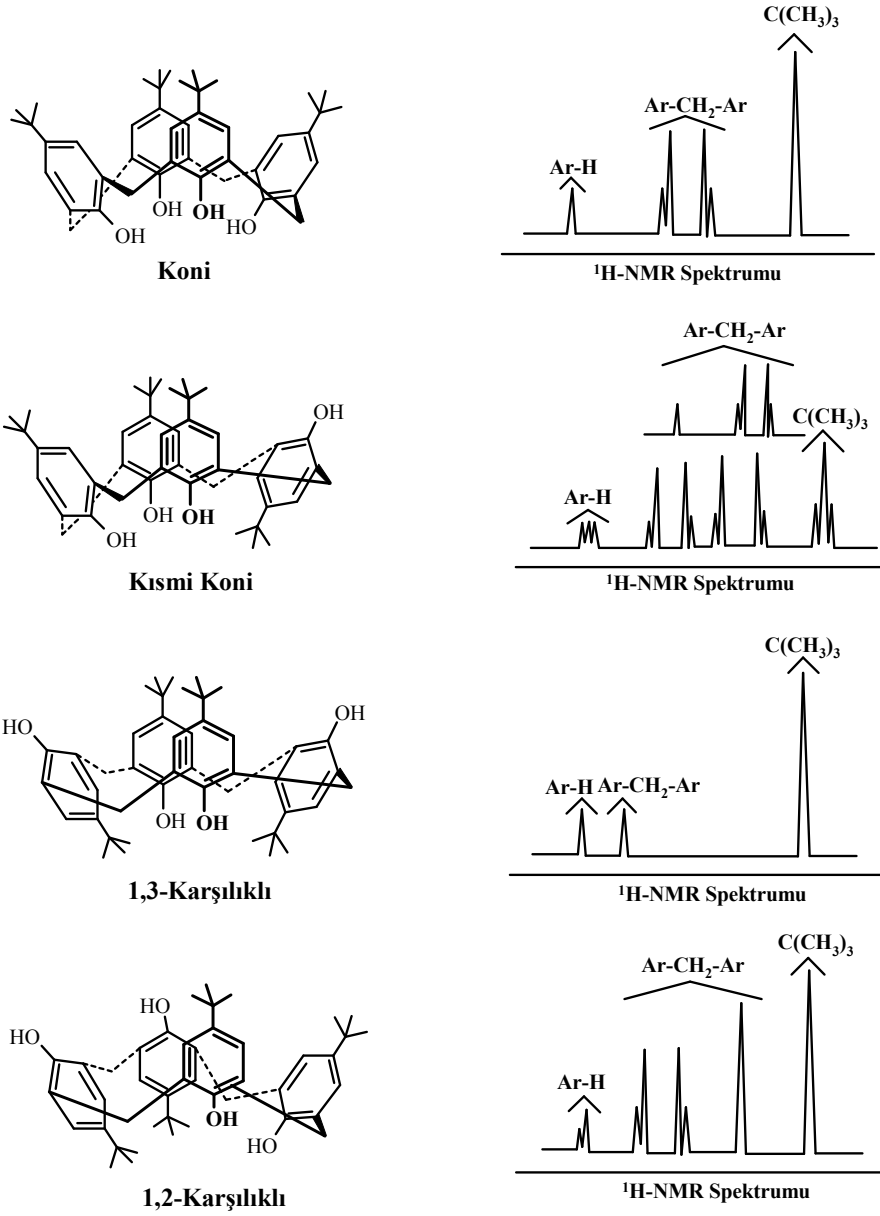 C(CH₃)₃
Ar-CH₂-Ar
Ar-H
OH
OH
OH
HO
Koni
¹H-NMR Spektrumu
Ar-CH₂-Ar
C(CH₃)₃
OH
Ar-H
OH
OH
OH
Kısmi Koni
¹H-NMR Spektrumu
C(CH₃)₃
HO
OH
Ar-H Ar-CH₂-Ar
OH
OH
1,3-Karşılıklı
¹H-NMR Spektrumu
C(CH₃)₃
Ar-CH₂-Ar
HO
HO
Ar-H
OH
HO
1,2-Karşılıklı
¹H-NMR Spektrumu